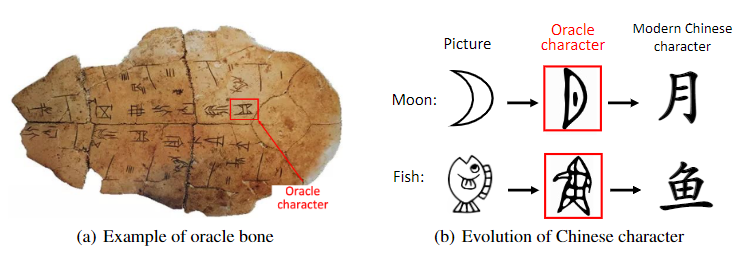 Picture
Oracle
character
Modern Chinese
character
Moon:
月
Fish:
鱼
Oracle
character
(a) Example of oracle bone
(b) Evolution of Chinese character